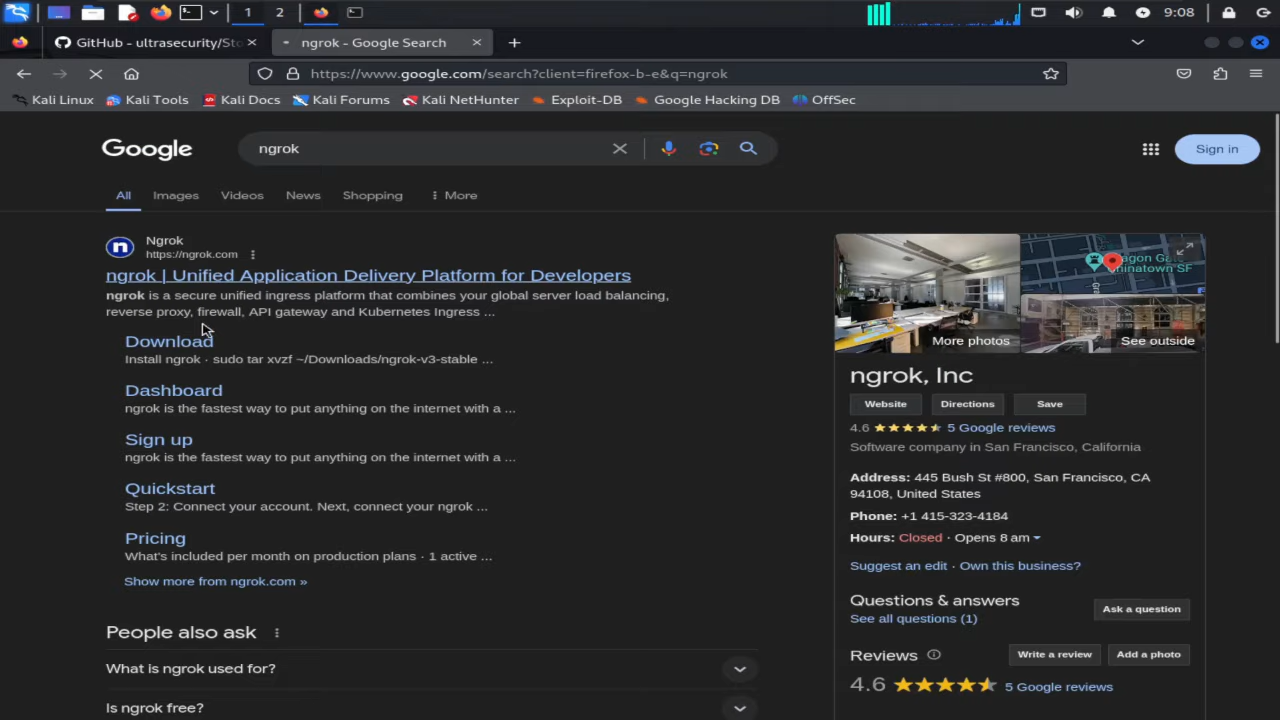 1
2
9:08
GitHub - ultrasecurity/Sto
ngrok - Google Search
https://www.google.com/search?client=firefox-b-e&q=ngrok
Kali Linux
Kali Tools
Kali Docs
Kali Forums
Kali NetHunter
Exploit-DB
Google Hacking DB
OffSec
Google
ngrok
Sign in
All
Images
Videos
News
Shopping
More
n
Ngrok
https://ngrok.com
ngrok | Unified Application Delivery Platform for Developers
ngrok is a secure unified ingress platform that combines your global server load balancing,
reverse proxy, firewall, API gateway and Kubernetes Ingress ...
Download
Install ngrok · sudo tar xvzf ~/Downloads/ngrok-v3-stable ...
Dashboard
ngrok is the fastest way to put anything on the internet with a ...
Sign up
ngrok is the fastest way to put anything on the internet with a ...
Quickstart
Step 2: Connect your account. Next, connect your ngrok ...
Pricing
What's included per month on production plans · 1 active ...
Show more from ngrok.com »
People also ask
What is ngrok used for?
Is ngrok free?
More photos
See outside
ngrok, Inc
Website
Directions
Save
4.6
5 Google reviews
Software company in San Francisco, California
Address: 445 Bush St #800, San Francisco, CA
94108, United States
Phone: +1 415-323-4184
Hours: Closed · Opens 8 am
Suggest an edit · Own this business?
Questions & answers
See all questions (1)
Ask a question
Reviews
Write a review
Add a photo
4.6
5 Google reviews